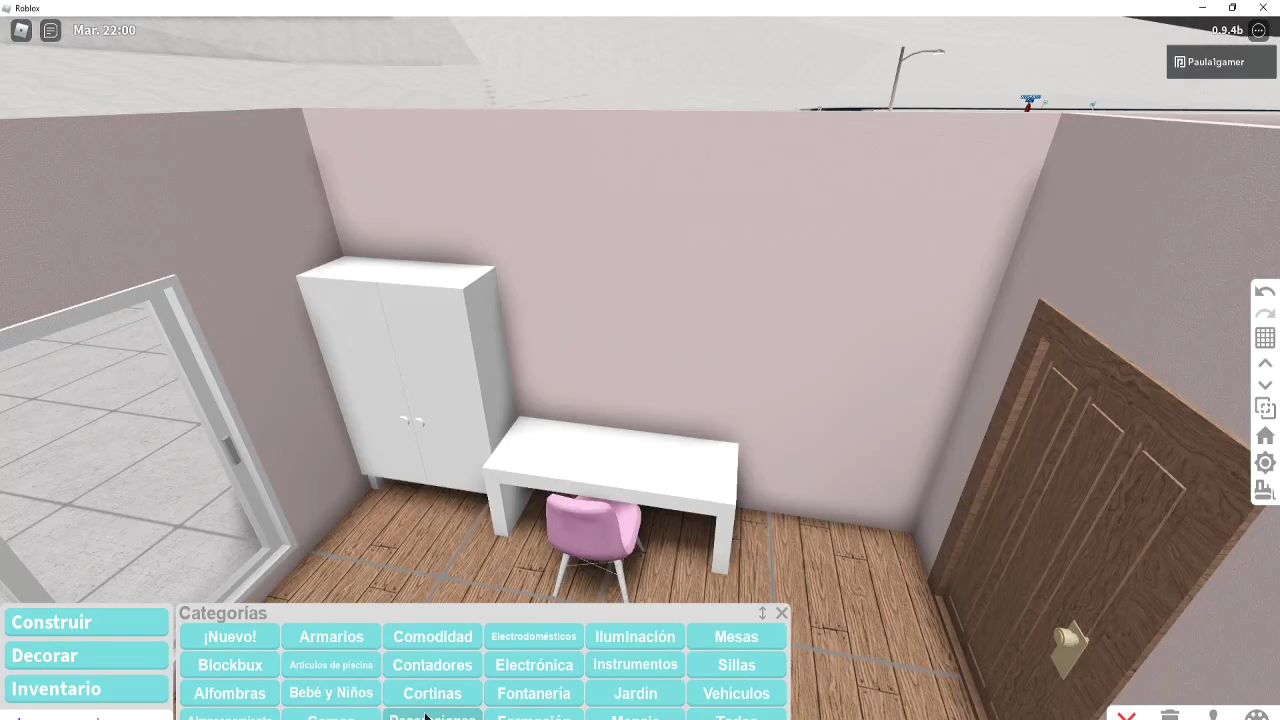 Roblox
Mar. 22:00
0.9.4b
Paula1gamer
Categorías
Construir
Decorar
Inventario
¡Nuevo! Armarios Comodidad Electrodomésticos Iluminación Mesas
Blockbux Artículos de piscina Contadores Electrónica Instrumentos Sillas
Alfombras Bebé y Niños Cortinas Fontanería Jardín Vehículos